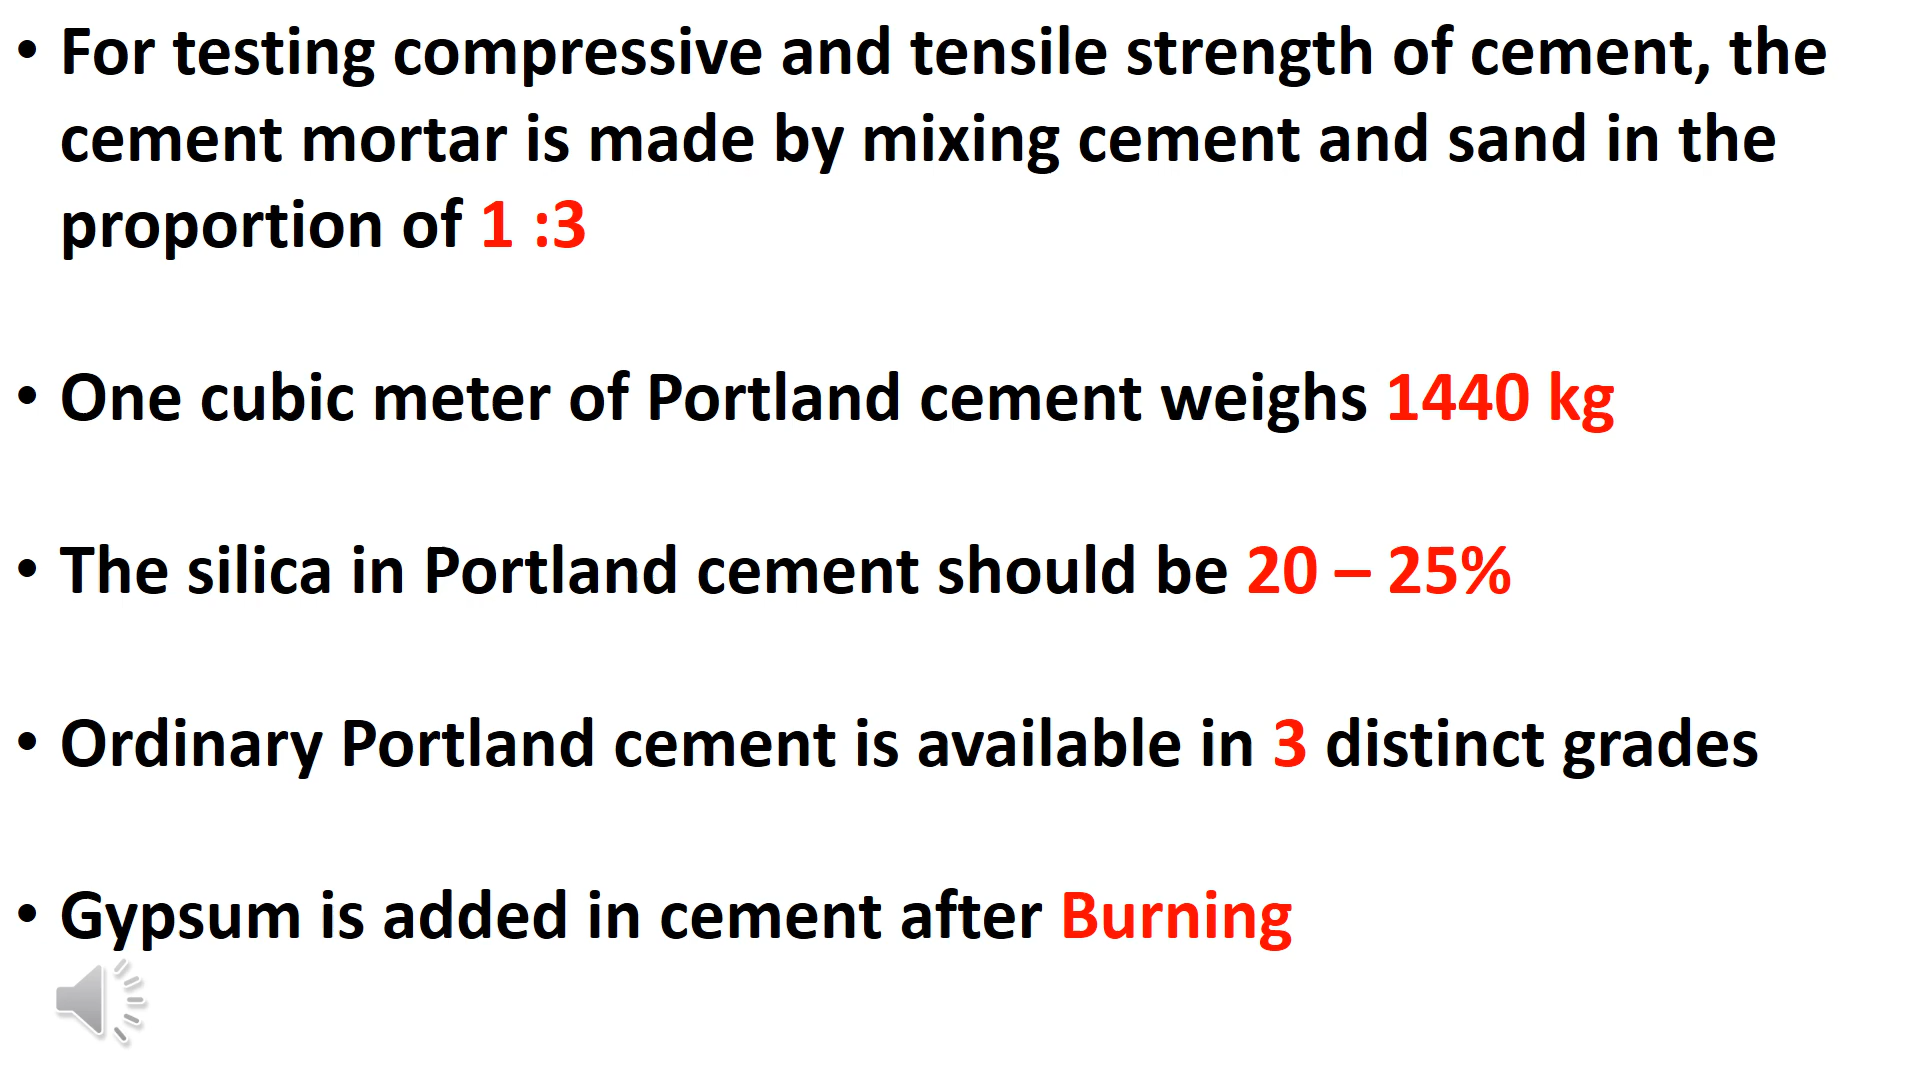 • For testing compressive and tensile strength of cement, the
cement mortar is made by mixing cement and sand in the
proportion of 1 :3
• One cubic meter of Portland cement weighs 1440 kg
• The silica in Portland cement should be 20 – 25%
• Ordinary Portland cement is available in 3 distinct grades
• Gypsum is added in cement after Burning